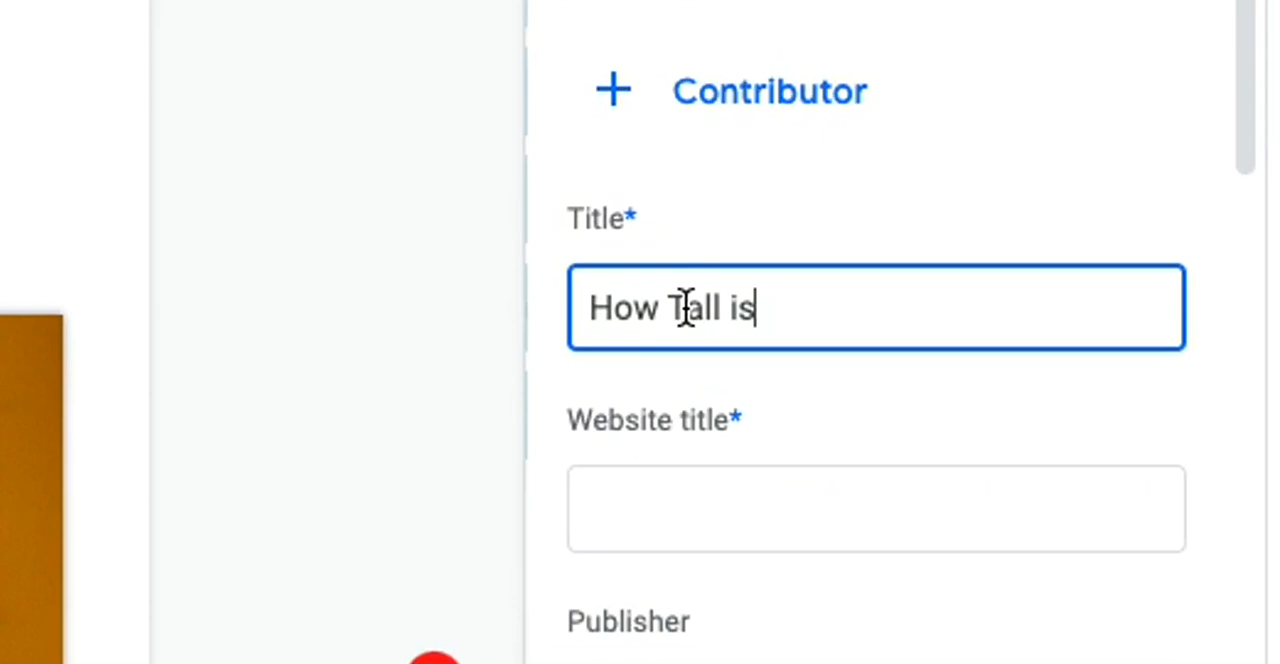 + Contributor
Title*
How Tall is
Website title*
Publisher